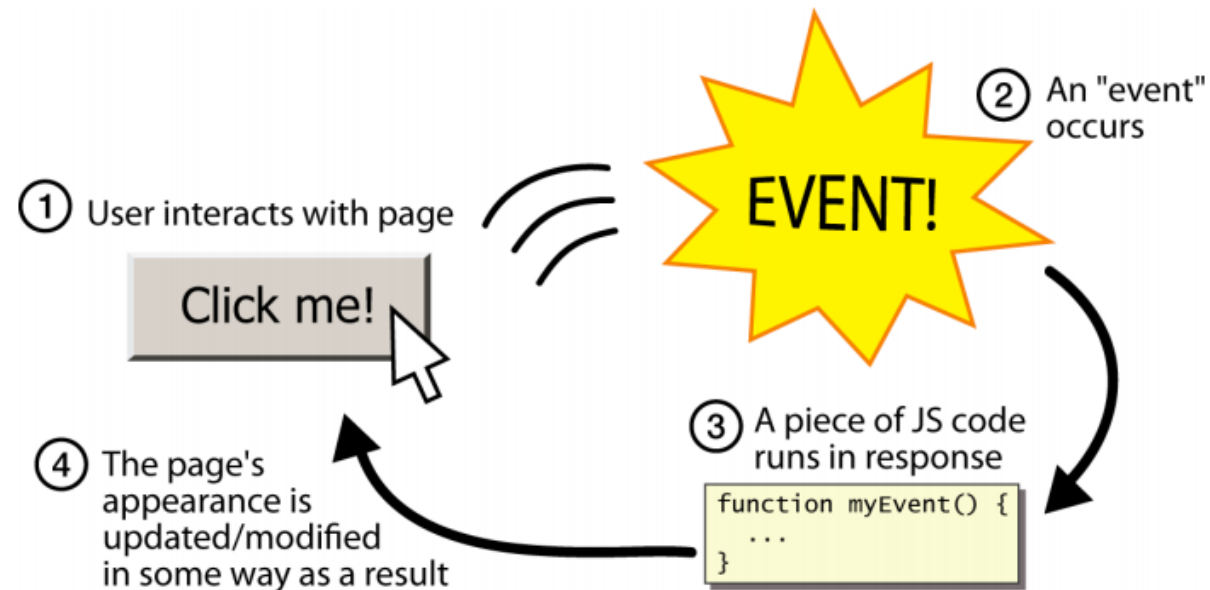 1 User interacts with page
Click me!
EVENT!
2 An "event"
occurs
3 A piece of JS code
runs in response
function myEvent() {
...
}
4 The page's
appearance is
updated/modified
in some way as a result